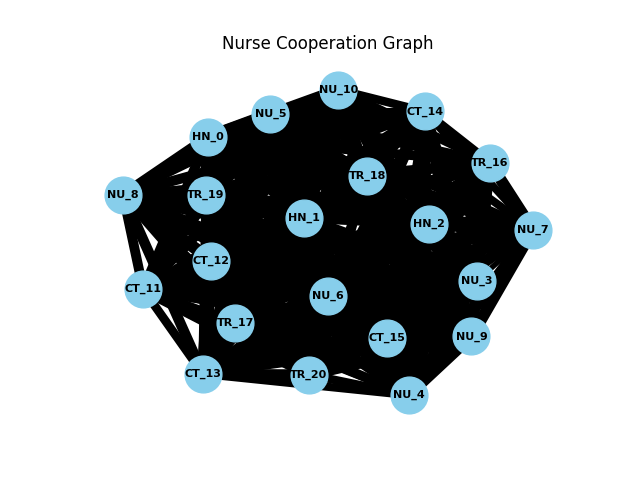 Nurse Cooperation Graph
NU_10
CT_14
NU_5
HN_0
TR_16
TR_18
NU_8
TR_19
HN_1
HN_2
NU_7
CT_12
NU_3
CT_11
NU_6
TR_17
NU_9
CT_15
CT_13
TR_20
NU_4